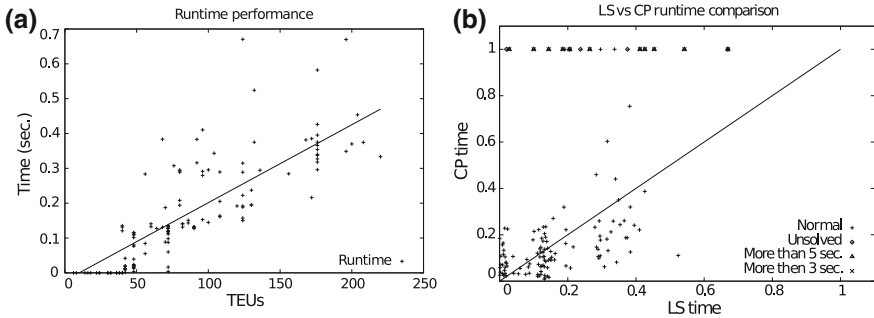 (a)
Runtime performance
0.7
0.6
0.5
0.4
0.3
0.2
0.1
0
Time (sec.)
0 50 100 150 200 250
TEUs
Runtime
(b)
LS vs CP runtime comparison
1
0.8
0.6
0.4
0.2
0
CP time
0 0.2 0.4 0.6 0.8 1
LS time
Normal
Unsolved
More than 5 sec.
More then 3 sec.